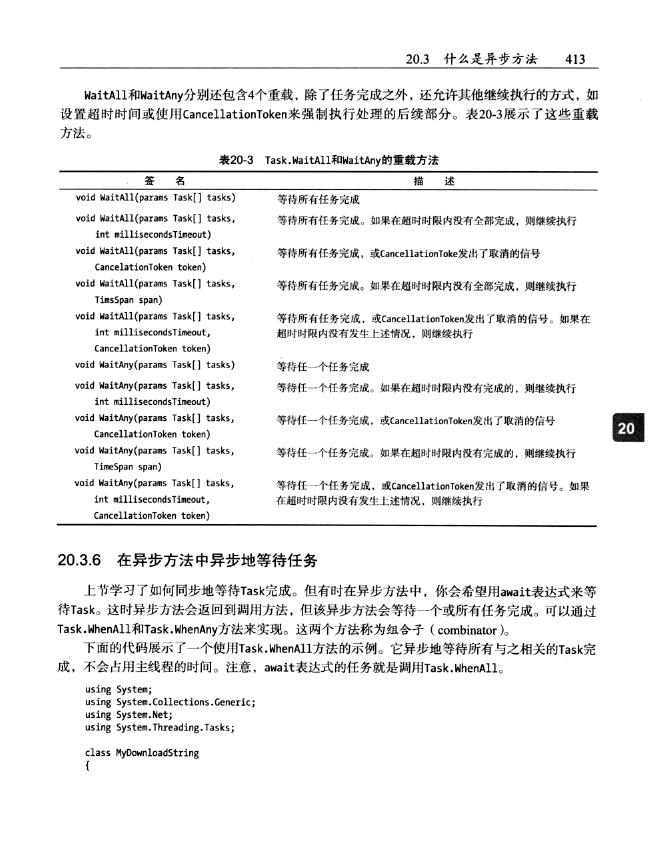 20.3 什么是异步方法 413
WaitAll和WaitAny分别还包含4个重载，除了任务完成之外，还允许其他继续执行的方式，如
设置超时时间或使用CancellationToken来强制执行处理的后续部分。表20-3展示了这些重载
方法。
表20-3 Task.WaitAll和WaitAny的重载方法
签 名 描 述
void WaitAll(params Task[] tasks) 等待所有任务完成
void WaitAll(params Task[] tasks, 等待所有任务完成。如果在超时时限内没有全部完成，则继续执行
int millisecondsTimeout)
void WaitAll(params Task[] tasks, 等待所有任务完成，或CancellationToke发出了取消的信号
CancelationToken token)
void WaitAll(params Task[] tasks, 等待所有任务完成。如果在超时时限内没有全部完成，则继续执行
TimsSpan span)
void WaitAll(params Task[] tasks, 等待所有任务完成，或CancellationToken发出了取消的信号。如果在
int millisecondsTimeout, 超时时限内没有发生上述情况，则继续执行
CancellationToken token)
void WaitAny(params Task[] tasks) 等待任一个任务完成
void WaitAny(params Task[] tasks, 等待任一个任务完成。如果在超时时限内没有完成的，则继续执行
int millisecondsTimeout)
void WaitAny(params Task[] tasks, 等待任一个任务完成，或CancellationToken发出了取消的信号
CancellationToken token)
void WaitAny(params Task[] tasks, 等待任一个任务完成。如果在超时时限内没有完成的，则继续执行
TimeSpan span)
void WaitAny(params Task[] tasks, 等待任一个任务完成，或CancellationToken发出了取消的信号。如果
int millisecondsTimeout, 在超时时限内没有发生上述情况，则继续执行
CancellationToken token)
20
20.3.6 在异步方法中异步地等待任务
上节学习了如何同步地等待Task完成。但有时在异步方法中，你会希望用await表达式来等
待Task。这时异步方法会返回到调用方法，但该异步方法会等待一个或所有任务完成。可以通过
Task.WhenAll和Task.WhenAny方法来实现。这两个方法称为组合子（combinator）。
下面的代码展示了一个使用Task.WhenAll方法的示例。它异步地等待所有与之相关的Task完
成，不会占用主线程的时间。注意，await表达式的任务就是调用Task.WhenAll。
using System;
using System.Collections.Generic;
using System.Net;
using System.Threading.Tasks;
class MyDownloadString
{